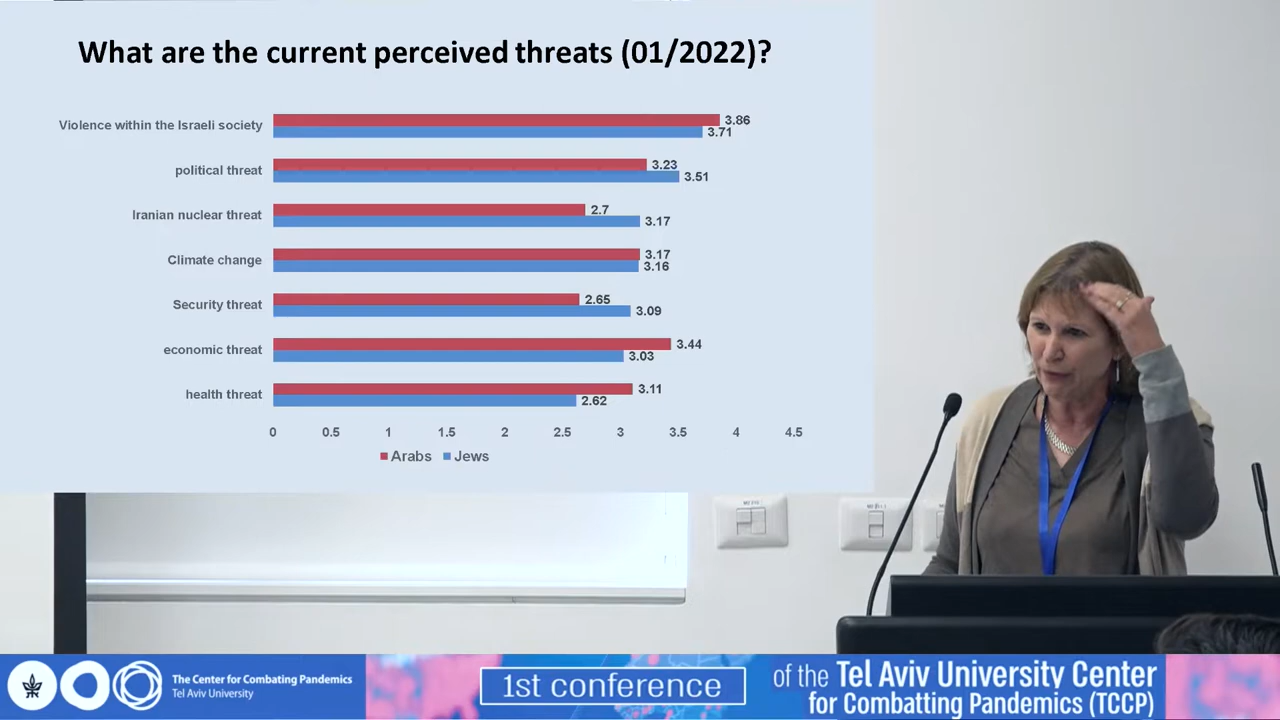 What are the current perceived threats (01/2022)?
Violence within the Israeli society
3.86
3.71
political threat
3.23
3.51
Iranian nuclear threat
2.7
3.17
Climate change
3.17
3.16
Security threat
2.65
3.09
economic threat
3.44
3.03
health threat
3.11
2.62
0 0.5 1 1.5 2 2.5 3 3.5 4 4.5
Arabs Jews
The Center for Combating Pandemics
Tel Aviv University
1st conference
of the Tel Aviv University Center
for Combatting Pandemics (TCCP)